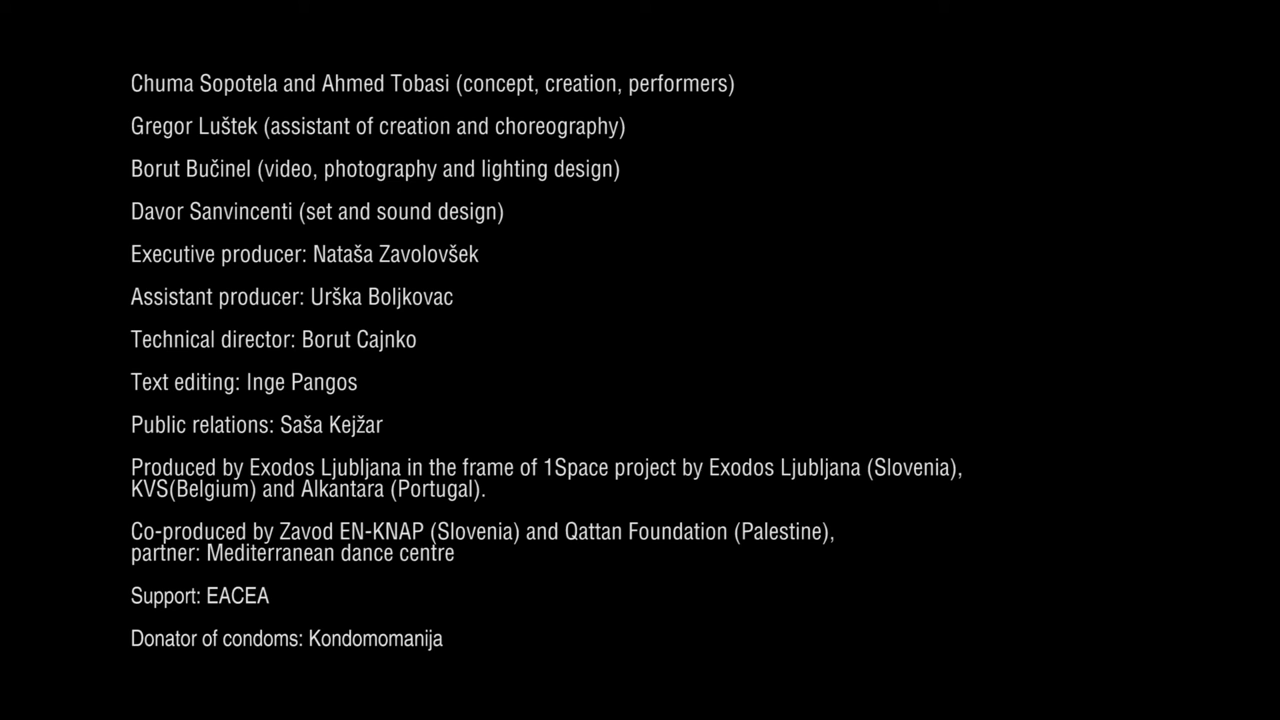 Chuma Sopotela and Ahmed Tobasi (concept, creation, performers)
Gregor Luštek (assistant of creation and choreography)
Borut Bučinel (video, photography and lighting design)
Davor Sanvincenti (set and sound design)
Executive producer: Nataša Zavolovšek
Assistant producer: Urška Boljkovac
Technical director: Borut Cajnko
Text editing: Inge Pangos
Public relations: Saša Kejžar
Produced by Exodos Ljubljana in the frame of 1Space project by Exodos Ljubljana (Slovenia),
KVS(Belgium) and Alkantara (Portugal).
Co-produced by Zavod EN-KNAP (Slovenia) and Qattan Foundation (Palestine),
partner: Mediterranean dance centre
Support: EACEA
Donator of condoms: Kondomomanija